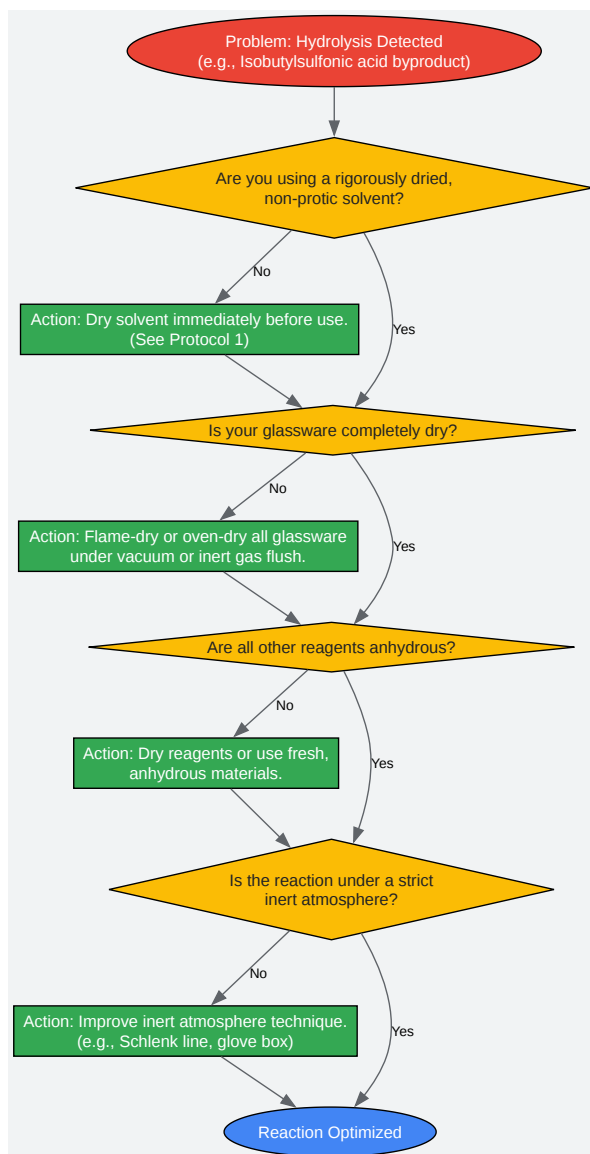 Problem: Hydrolysis Detected
(e.g., Isobutylsulfonic acid byproduct)
Are you using a rigorously dried,
non-protic solvent?
No
Yes
Action: Dry solvent immediately before use.
(See Protocol 1)
Is your glassware completely dry?
No
Yes
Action: Flame-dry or oven-dry all glassware
under vacuum or inert gas flush.
Are all other reagents anhydrous?
No
Yes
Action: Dry reagents or use fresh,
anhydrous materials.
Is the reaction under a strict
inert atmosphere?
No
Yes
Action: Improve inert atmosphere technique.
(e.g., Schlenk line, glove box)
Reaction Optimized